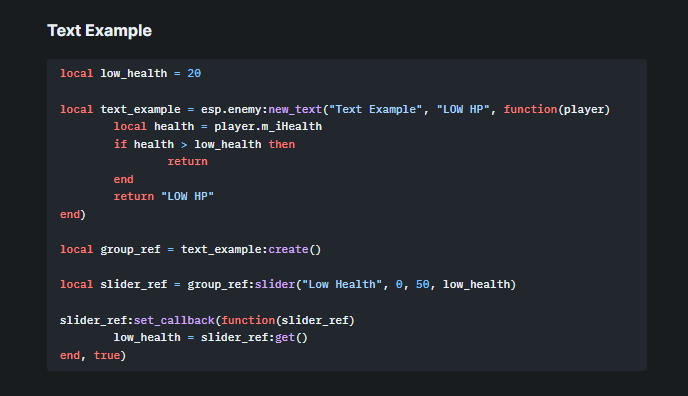 Text Example
local low_health = 20
local text_example = esp.enemy:new_text("Text Example", "LOW HP", function(player)
local health = player.m_iHealth
if health > low_health then
return
end
return "LOW HP"
end)
local group_ref = text_example:create()
local slider_ref = group_ref:slider("Low Health", 0, 50, low_health)
slider_ref:set_callback(function(slider_ref)
low_health = slider_ref:get()
end, true)